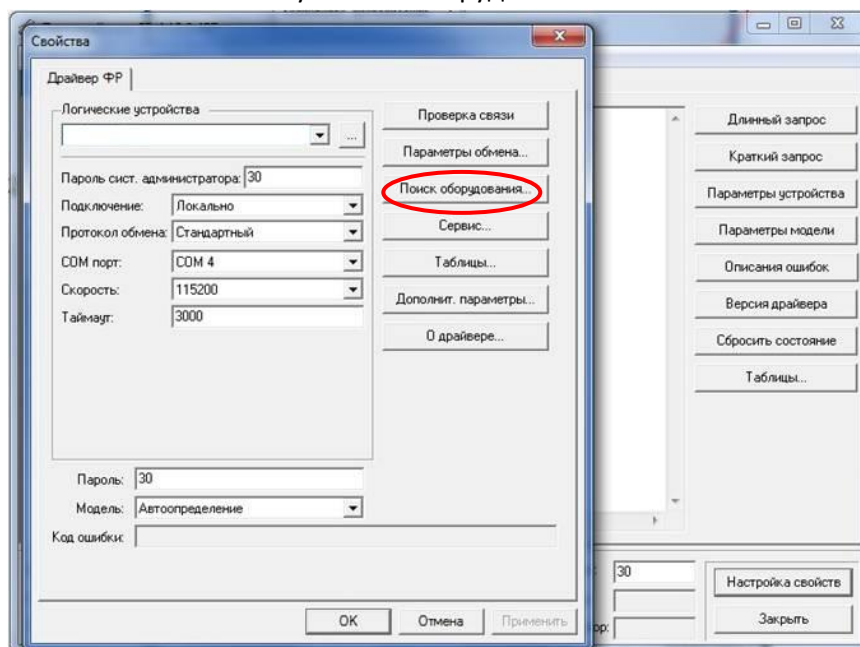 Свойства
Драйвер ФР
Логические устройства
...
Пароль сист. администратора: 30
Подключение: Локально
Протокол обмена: Стандартный
COM порт: COM 4
Скорость: 115200
Таймаут: 3000
Проверка связи
Параметры обмена...
Поиск оборудования...
Сервис...
Таблицы...
Дополнит. параметры...
О драйвере...
Пароль: 30
Модель: Автоопределение
Код ошибки:
OK
Отмена
Применить
Длинный запрос
Краткий запрос
Параметры устройства
Параметры модели
Описания ошибок
Версия драйвера
Сбросить состояние
Таблицы...
30
ор:
Настройка свойств
Закрыть